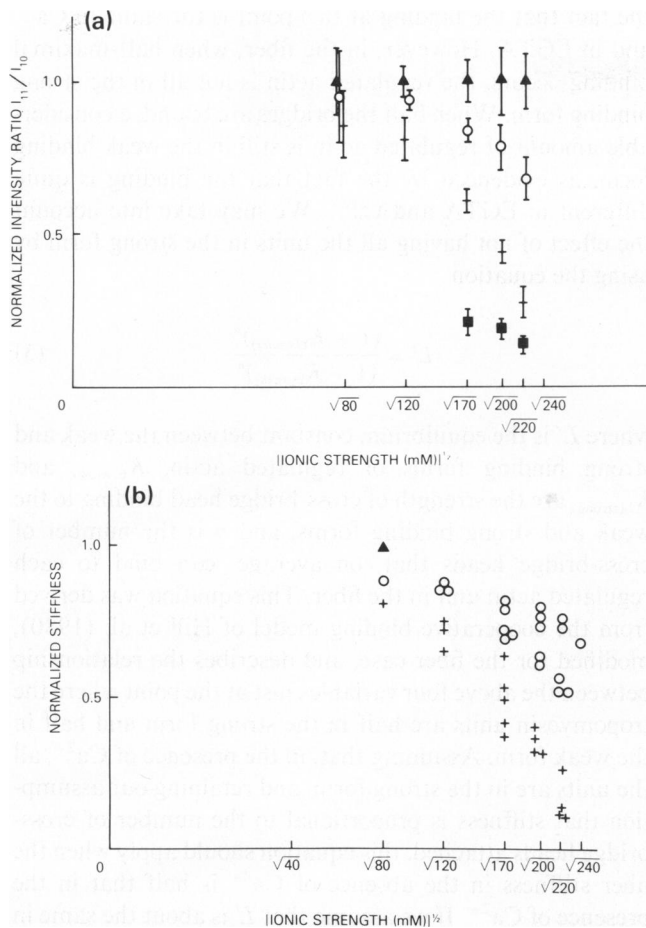 (a)
1.0
0.5
0
NORMALIZED INTENSITY RATIO I₁₁/I₁₀
√80 √120 √170 √200 √240
√220
[IONIC STRENGTH (mM)]
(b)
1.0
0.5
0
NORMALIZED STIFFNESS
√40 √80 √120 √170 √200 √240
√220
[IONIC STRENGTH (mM)]½